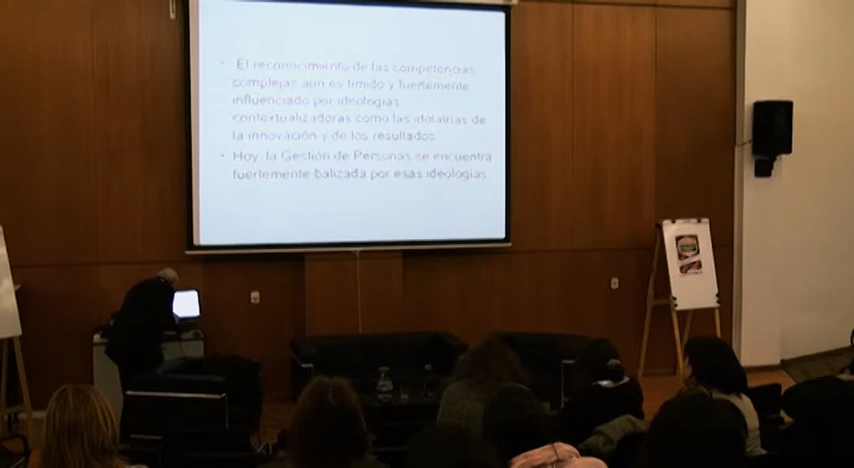 • El reconocimiento de las competencias
complejas aún es tímido y fuertemente
influenciado por ideologías
contextualizadoras como las idolatrías de
la innovación y de los resultados.
• Hoy, la Gestión de Personas se encuentra
fuertemente balizada por esas ideologías